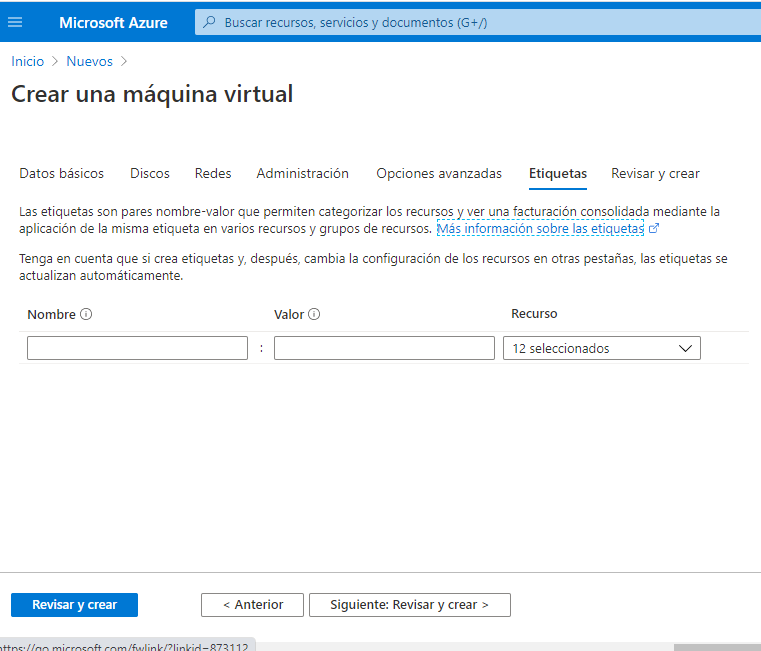 Microsoft Azure
Buscar recursos, servicios y documentos (G+/)
Inicio > Nuevos >
Crear una máquina virtual
Datos básicos Discos Redes Administración Opciones avanzadas Etiquetas Revisar y crear
Las etiquetas son pares nombre-valor que permiten categorizar los recursos y ver una facturación consolidada mediante la
aplicación de la misma etiqueta en varios recursos y grupos de recursos. Más información sobre las etiquetas
Tenga en cuenta que si crea etiquetas y, después, cambia la configuración de los recursos en otras pestañas, las etiquetas se
actualizan automáticamente.
Nombre Valor Recurso
: 12 seleccionados
Revisar y crear < Anterior Siguiente: Revisar y crear >
https://go.microsoft.com/fwlink/?linkid=873112